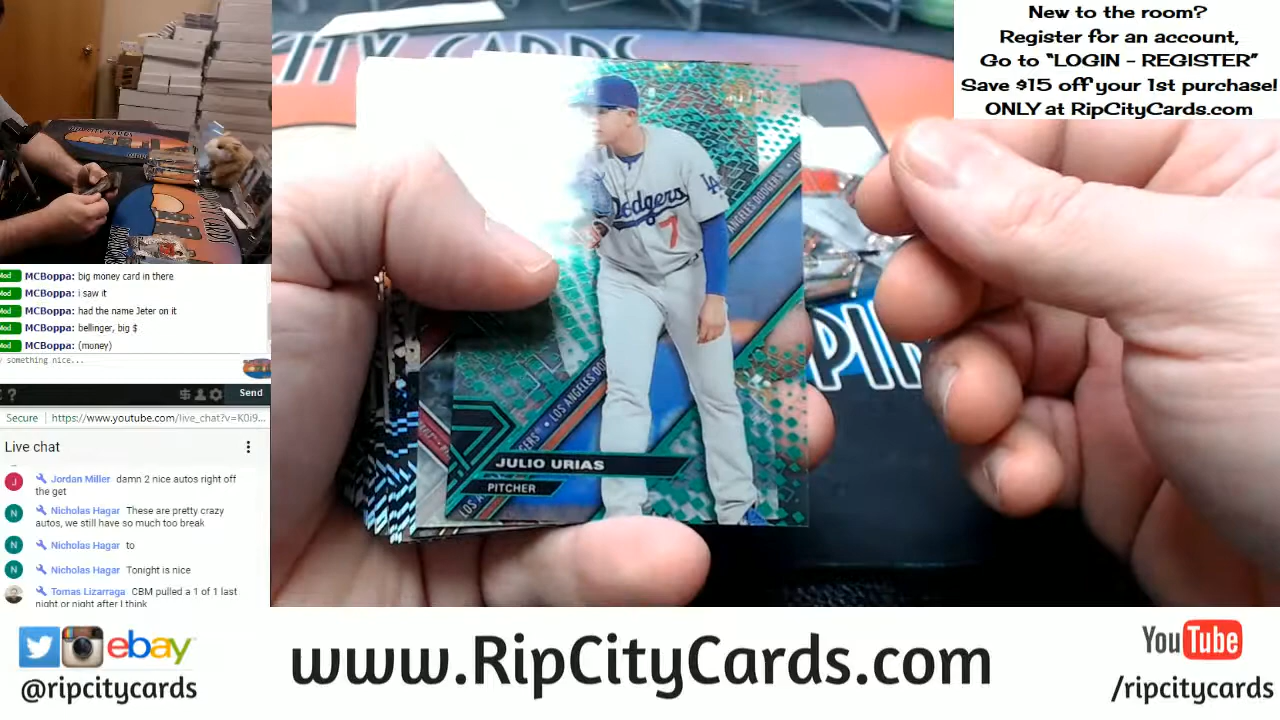 New to the room?
Register for an account,
Go to "LOGIN - REGISTER"
Save $15 off your 1st purchase!
ONLY at RipCityCards.com
CITY CARDS
Dodgers
7
LA
ANGELES DODGERS
LOS ANGELES DO
JULIO URIAS
PITCHER
MCBoppa: big money card in there
MCBoppa: i saw it
MCBoppa: had the name Jeter on it
MCBoppa: bellinger, big $
MCBoppa: (money)
something nice...
?
Send
Secure
https://www.youtube.com/live_chat?v=K0i9...
Live chat
J
Jordan Miller damn 2 nice autos right off
the get
N
Nicholas Hagar These are pretty crazy
autos, we still have so much too break
N
Nicholas Hagar to
N
Nicholas Hagar Tonight is nice
Tomas Lizarraga CBM pulled a 1 of 1 last
night or night after I think
ebay
@ripcitycards
www.RipCityCards.com
YouTube
/ripcitycards